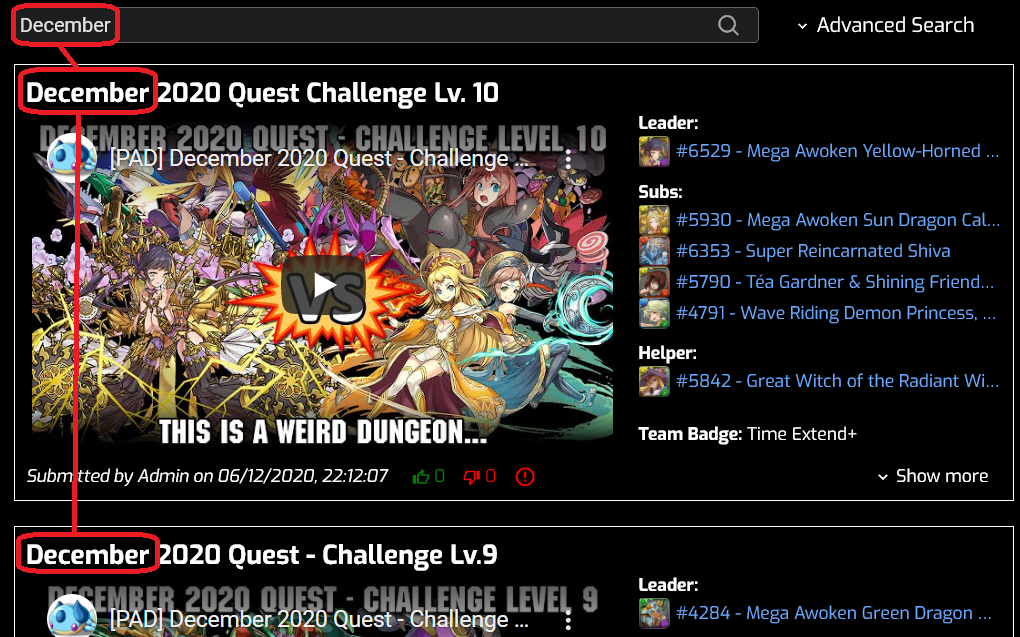 December
Advanced Search
December 2020 Quest Challenge Lv. 10
DECEMBER 2020 QUEST - CHALLENGE LEVEL 10
[PAD] December 2020 Quest - Challenge ...
VS
THIS IS A WEIRD DUNGEON...
Leader:
#6529 - Mega Awoken Yellow-Horned ...
Subs:
#5930 - Mega Awoken Sun Dragon Cal...
#6353 - Super Reincarnated Shiva
#5790 - Téa Gardner & Shining Friend...
#4791 - Wave Riding Demon Princess, ...
Helper:
#5842 - Great Witch of the Radiant Wi...
Team Badge: Time Extend+
Submitted by Admin on 06/12/2020, 22:12:07
0
0
Show more
December 2020 Quest - Challenge Lv.9
DECEMBER 2020 QUEST - CHALLENGE LEVEL 9
[PAD] December 2020 Quest - Challenge ...
Leader:
#4284 - Mega Awoken Green Dragon ...